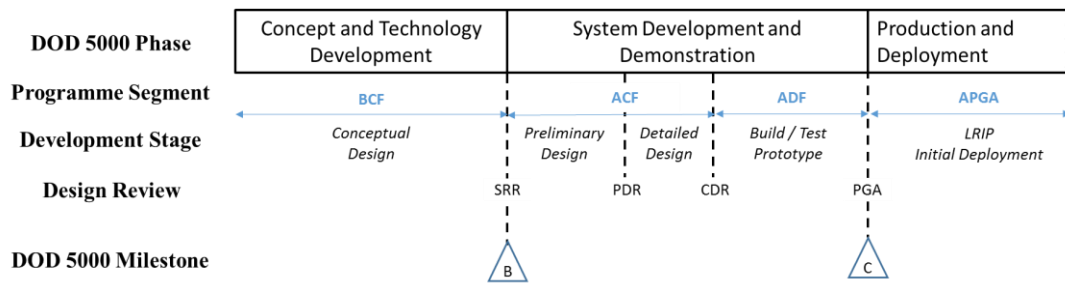 DOD 5000 Phase
Concept and Technology
Development
System Development and
Demonstration
Production and
Deployment
Programme Segment
BCF
ACF
ADF
APGA
Development Stage
Conceptual
Design
Preliminary
Design
Detailed
Design
Build / Test
Prototype
LRIP
Initial Deployment
Design Review
SRR
PDR
CDR
PGA
DOD 5000 Milestone
B
C